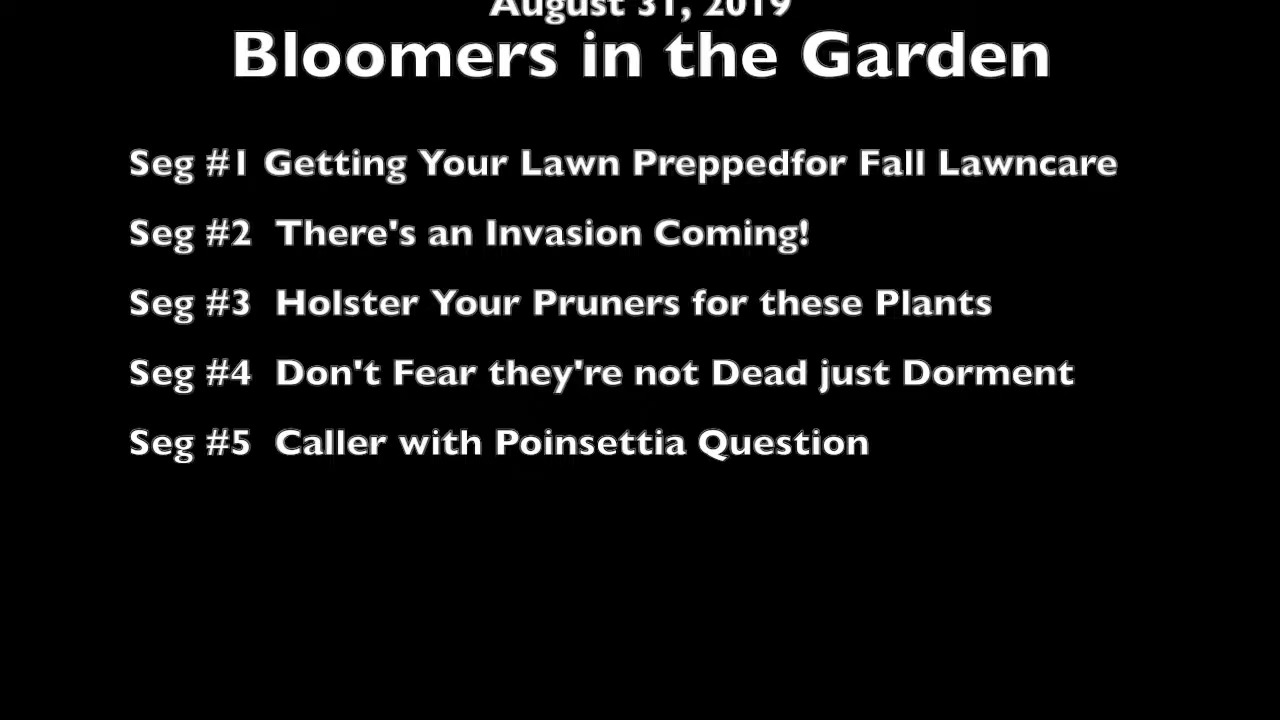 August 31, 2019
Bloomers in the Garden
Seg #1 Getting Your Lawn Preppedfor Fall Lawncare
Seg #2 There's an Invasion Coming!
Seg #3 Holster Your Pruners for these Plants
Seg #4 Don't Fear they're not Dead just Dorment
Seg #5 Caller with Poinsettia Question